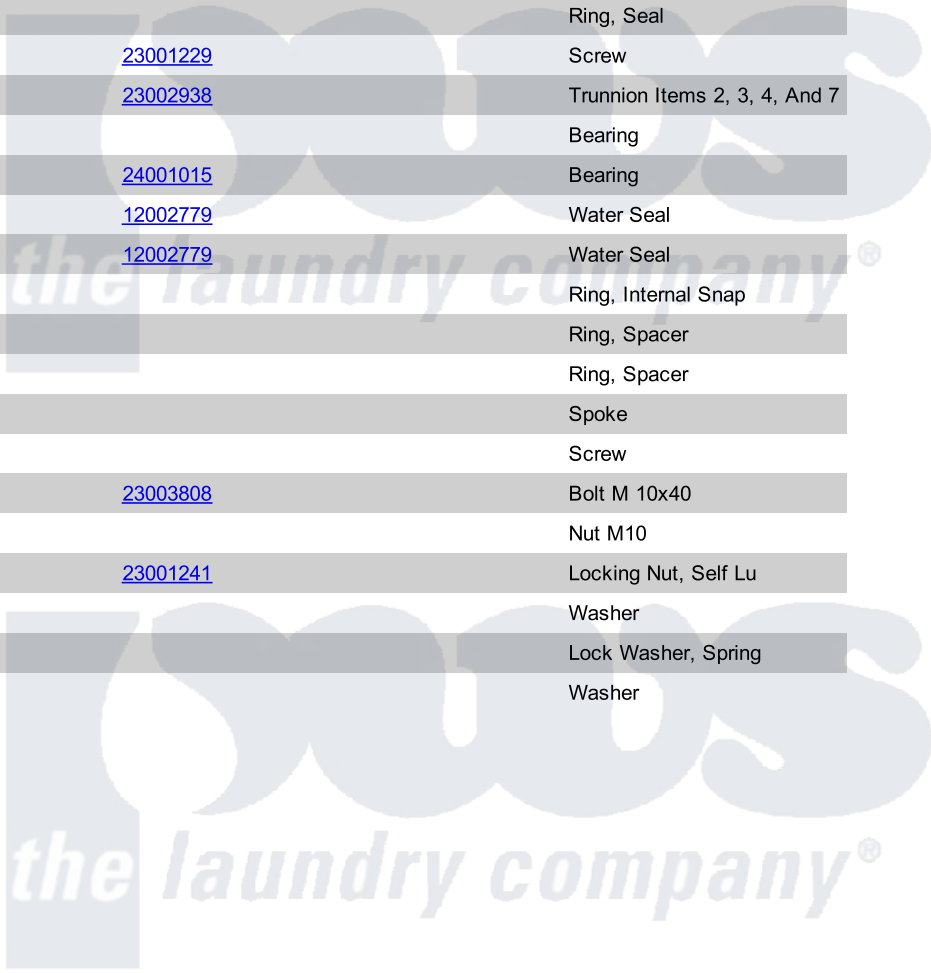 Ring, Seal
23001229 Screw
23002938 Trunnion Items 2, 3, 4, And 7
Bearing
24001015 Bearing
12002779 Water Seal
12002779 Water Seal
the laundry company®
Ring, Internal Snap
Ring, Spacer
Ring, Spacer
Spoke
Screw
23003808 Bolt M 10x40
Nut M10
23001241 Locking Nut, Self Lu
Washer
Lock Washer, Spring
Washer
pws
the laundry company®